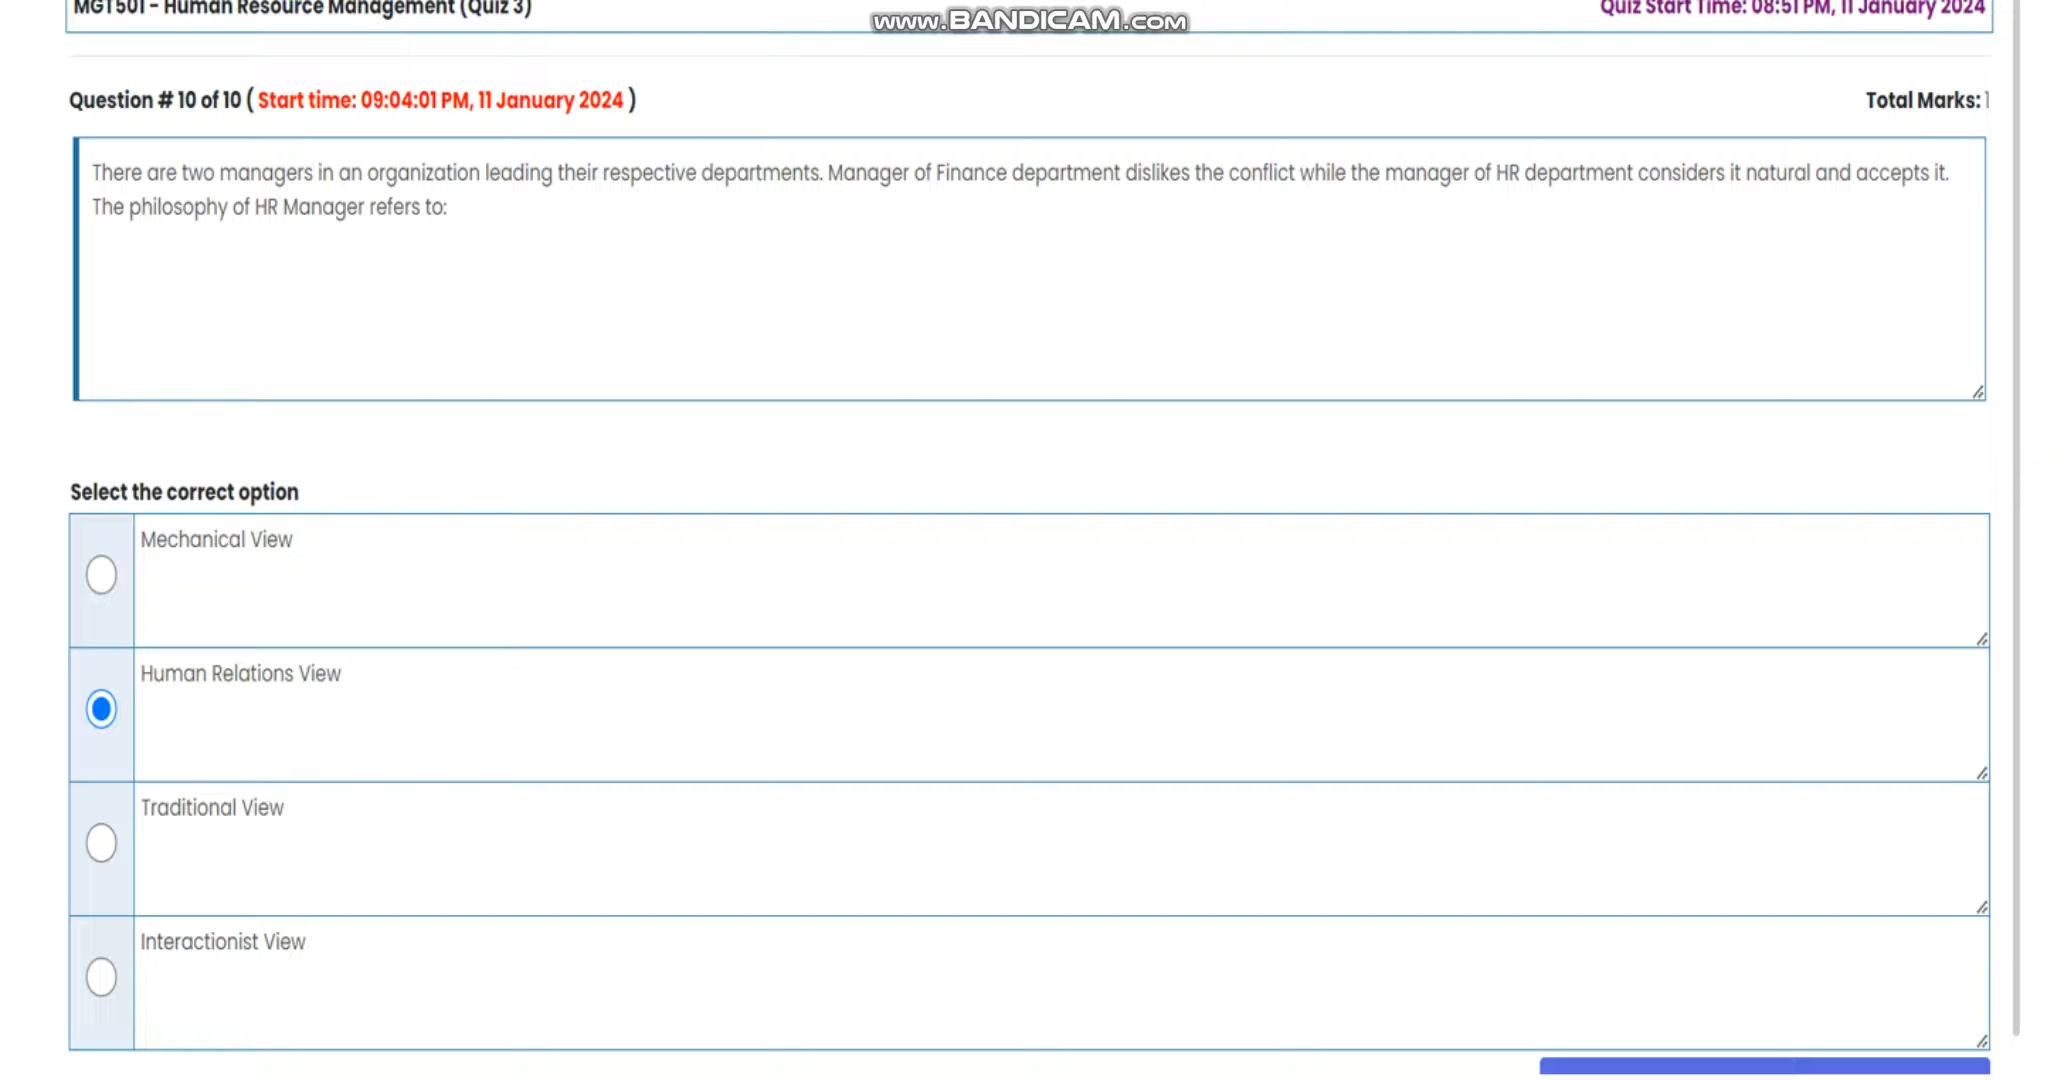 MGT501 - Human Resource Management (Quiz 3)
www.BANDICAM.com
Quiz Start Time: 08:51 PM, 11 January 2024
Question # 10 of 10 ( Start time: 09:04:01 PM, 11 January 2024 )
Total Marks: 1
There are two managers in an organization leading their respective departments. Manager of Finance department dislikes the conflict while the manager of HR department considers it natural and accepts it.
The philosophy of HR Manager refers to:
Select the correct option
Mechanical View
Human Relations View
Traditional View
Interactionist View